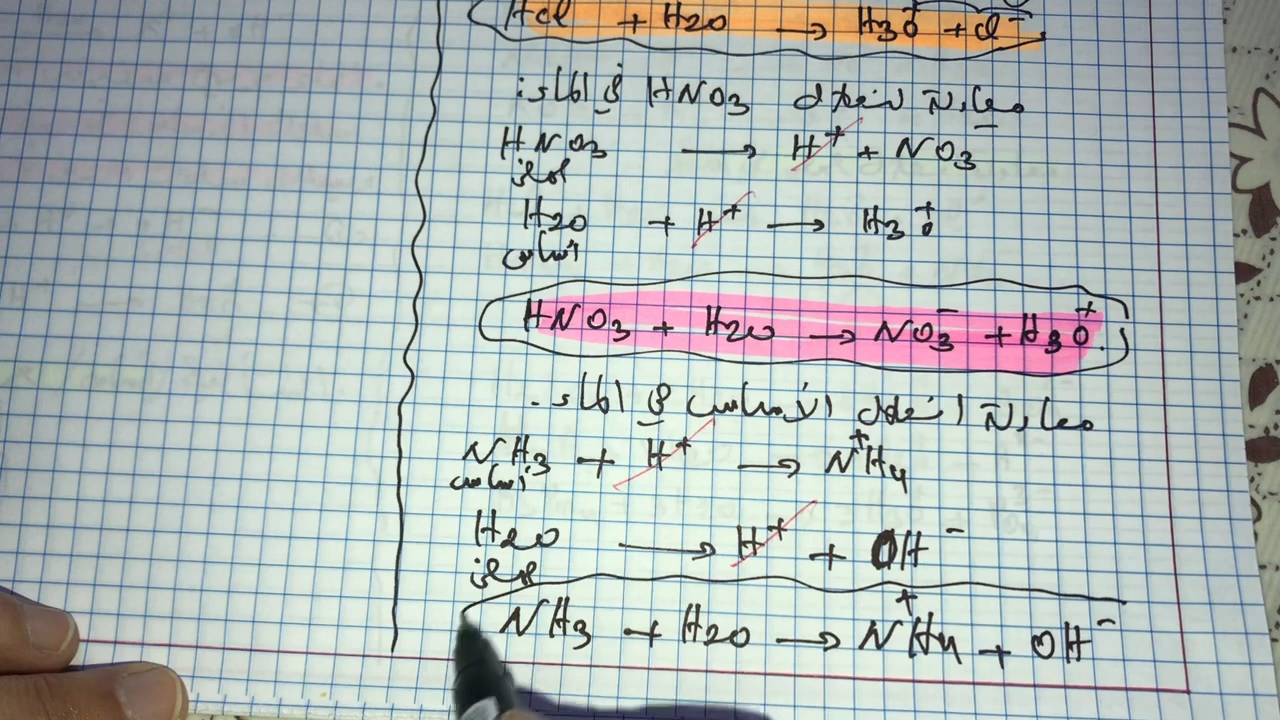 Hcl + H2O → H3O+ + cl-
معادلة تنحل HNO3 في الماء:
HNO3 → H+ + NO3-
حمض
H2O + H+ → H3O+
أساس
HNO3 + H2O → NO3- + H3O+
معادلة انحلال الأساس في الماء.
NH3 + H+ → NH4+
أساس
H2O → H+ + OH-
حمض
NH3 + H2O → NH4+ + OH-